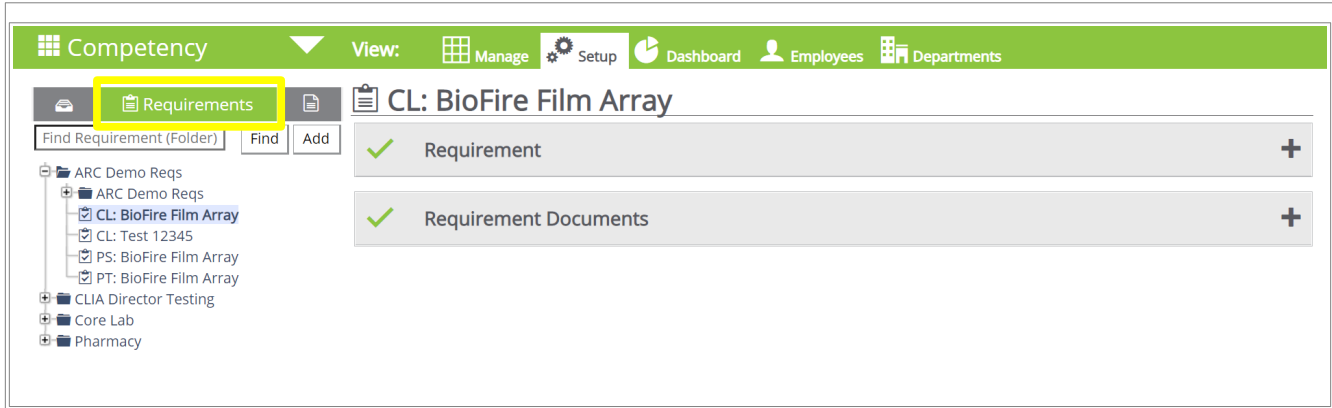 Competency View: Manage Setup Dashboard Employees Departments
Requirements
CL: BioFire Film Array
Find Requirement (Folder) Find Add
Requirement
ARC Demo Reqs
ARC Demo Reqs
CL: BioFire Film Array
Requirement Documents
CL: Test 12345
PS: BioFire Film Array
PT: BioFire Film Array
CLIA Director Testing
Core Lab
Pharmacy